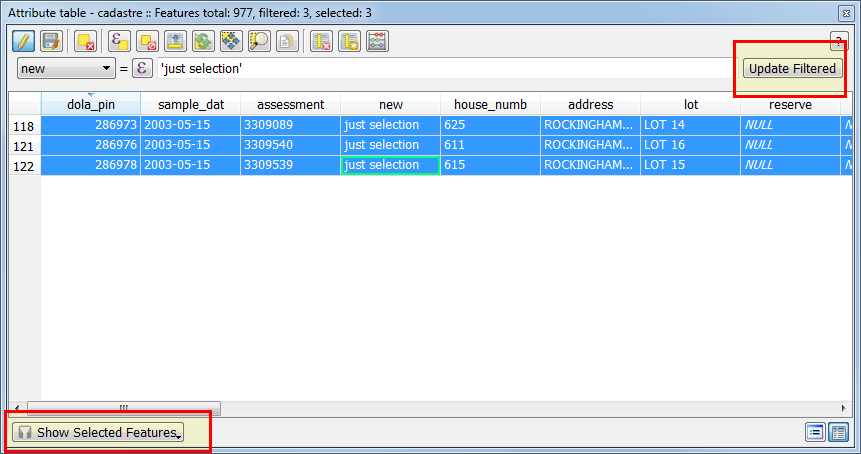 Attribute table - cadastre :: Features total: 977, filtered: 3, selected: 3
?
new = ε 'just selection' Update Filtered
dola_pin sample_dat assessment new house_numb address lot reserve
118 286973 2003-05-15 3309089 just selection 625 ROCKINGHAM... LOT 14 NULL N
121 286976 2003-05-15 3309540 just selection 611 ROCKINGHAM... LOT 16 NULL N
122 286978 2003-05-15 3309539 just selection 615 ROCKINGHAM... LOT 15 NULL N
Show Selected Features